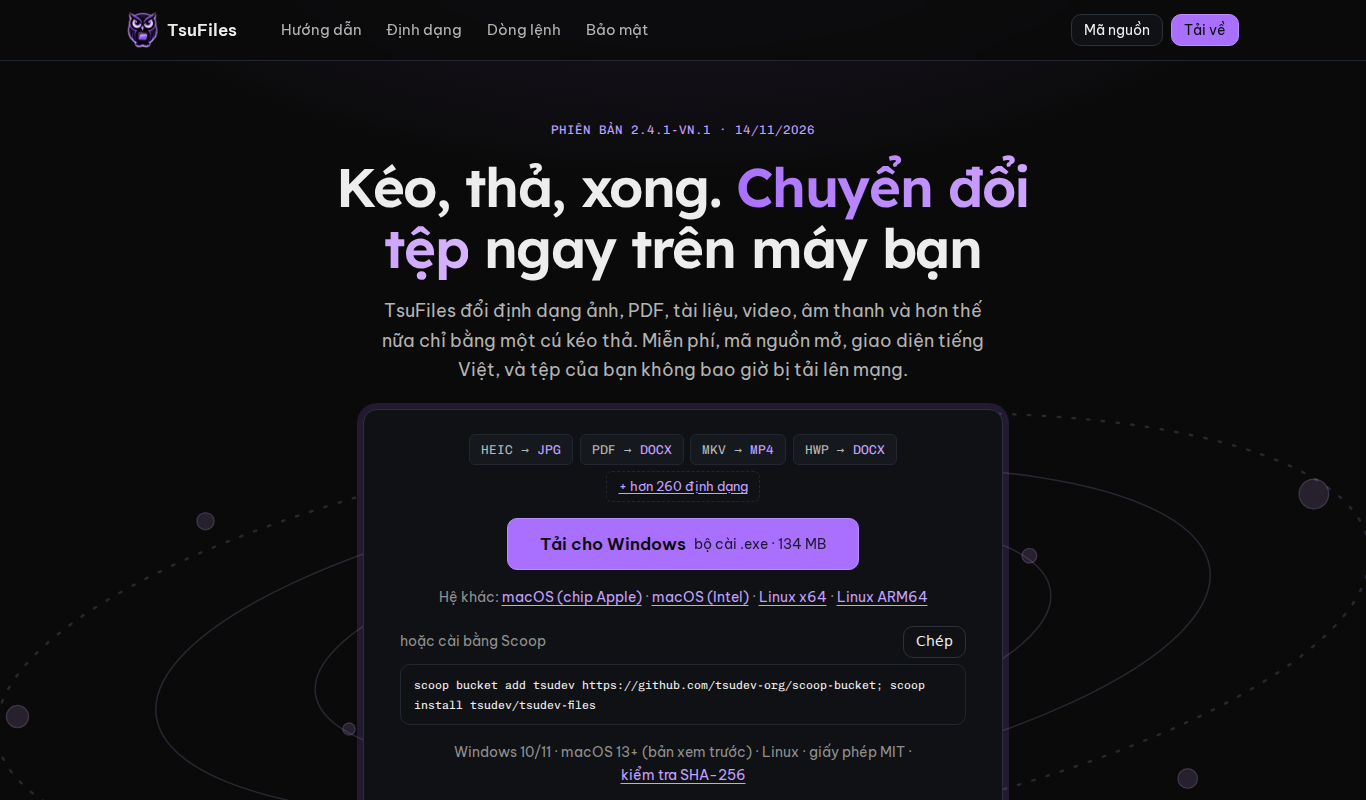 TsuFiles
Hướng dẫn
Định dạng
Dòng lệnh
Bảo mật
Mã nguồn
Tải về
PHIÊN BẢN 2.4.1-VN.1 · 14/11/2026
Kéo, thả, xong. Chuyển đổi
tệp ngay trên máy bạn
TsuFiles đổi định dạng ảnh, PDF, tài liệu, video, âm thanh và hơn thế
nữa chỉ bằng một cú kéo thả. Miễn phí, mã nguồn mở, giao diện tiếng
Việt, và tệp của bạn không bao giờ bị tải lên mạng.
HEIC → JPG
PDF → DOCX
MKV → MP4
HWP → DOCX
+ hơn 260 định dạng
Tải cho Windows bộ cài .exe · 134 MB
Hệ khác: macOS (chip Apple) · macOS (Intel) · Linux x64 · Linux ARM64
hoặc cài bằng Scoop
Chép
scoop bucket add tsudev https://github.com/tsudev-org/scoop-bucket; scoop
install tsudev/tsudev-files
Windows 10/11 · macOS 13+ (bản xem trước) · Linux · giấy phép MIT ·
kiểm tra SHA-256